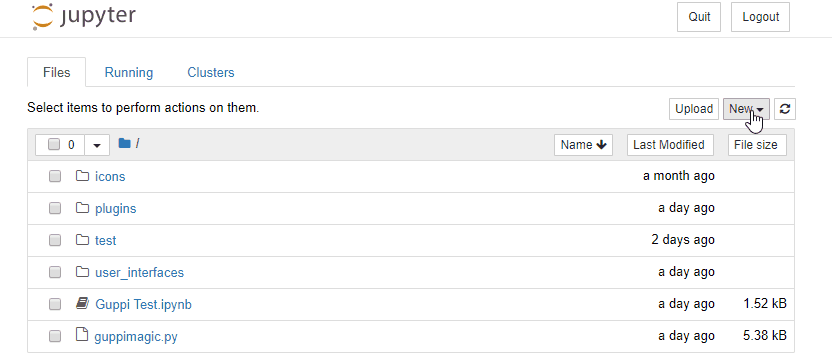 jupyter Quit Logout
Files Running Clusters
Select items to perform actions on them. Upload New
0 / Name Last Modified File size
icons a month ago
plugins a day ago
test 2 days ago
user_interfaces a day ago
Guppi Test.ipynb a day ago 1.52 kB
guppimagic.py a day ago 5.38 kB